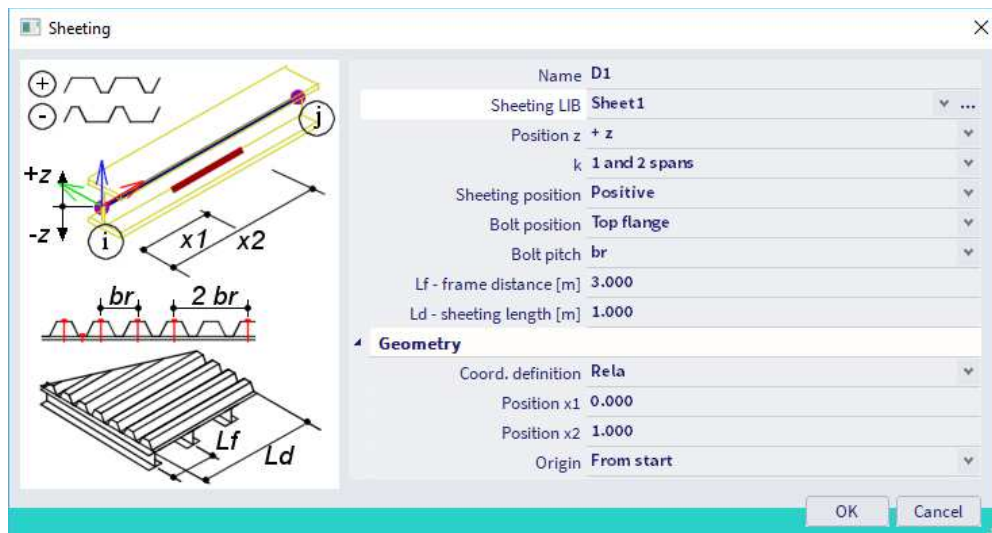 Sheeting
+
-
+z
-z
i
j
x1
x2
br
2 br
Lf
Ld
Name D1
Sheeting LIB Sheet1 ...
Position z + z
k 1 and 2 spans
Sheeting position Positive
Bolt position Top flange
Bolt pitch br
Lf - frame distance [m] 3.000
Ld - sheeting length [m] 1.000
Geometry
Coord. definition Rela
Position x1 0.000
Position x2 1.000
Origin From start
OK Cancel